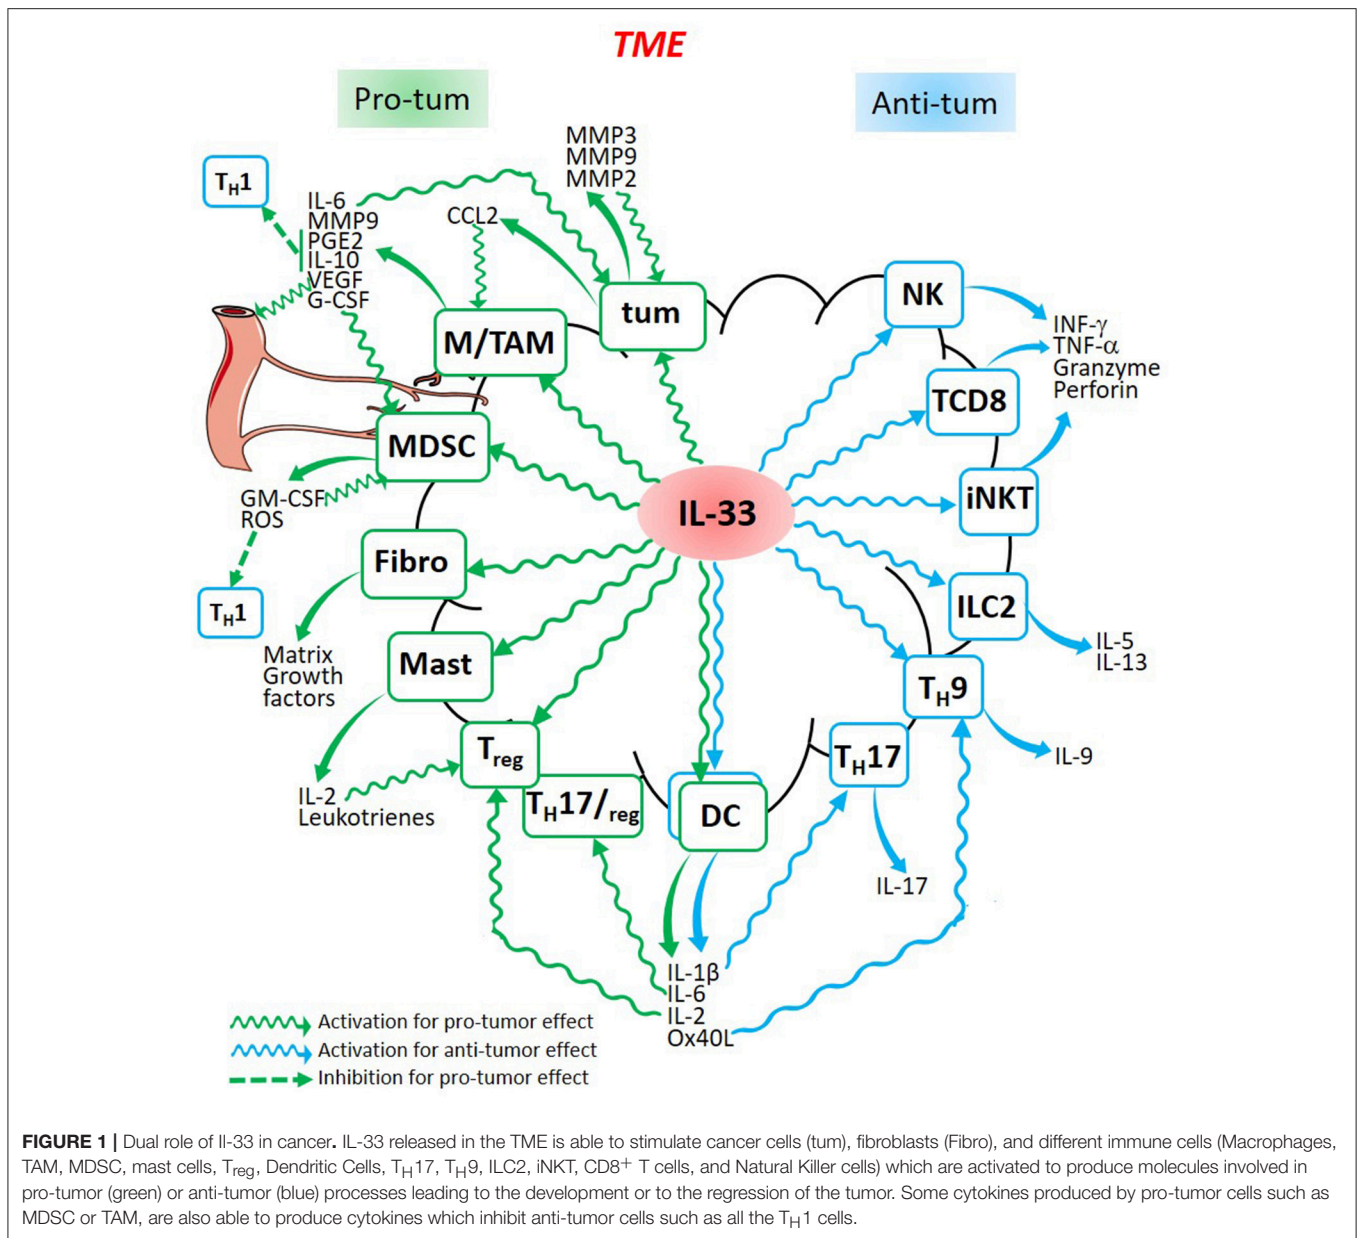 TME
Pro-tum
Anti-tum
MMP3
MMP9
MMP2
TH1
IL-6
MMP9
PGE2
IL-10
VEGF
G-CSF
CCL2
tum
M/TAM
NK
INF-γ
TNF-α
Granzyme
Perforin
TCD8
MDSC
iNKT
IL-33
GM-CSF
ROS
Fibro
ILC2
TH1
IL-5
IL-13
Matrix
Growth
factors
Mast
TH9
Treg
TH17
IL-9
IL-2
Leukotrienes
TH17/reg
DC
IL-17
IL-1β
IL-6
IL-2
Ox40L
Activation for pro-tumor effect
Activation for anti-tumor effect
Inhibition for pro-tumor effect
FIGURE 1 | Dual role of Il-33 in cancer. IL-33 released in the TME is able to stimulate cancer cells (tum), fibroblasts (Fibro), and different immune cells (Macrophages,
TAM, MDSC, mast cells, Treg, Dendritic Cells, TH17, TH9, ILC2, iNKT, CD8+ T cells, and Natural Killer cells) which are activated to produce molecules involved in
pro-tumor (green) or anti-tumor (blue) processes leading to the development or to the regression of the tumor. Some cytokines produced by pro-tumor cells such as
MDSC or TAM, are also able to produce cytokines which inhibit anti-tumor cells such as all the TH1 cells.